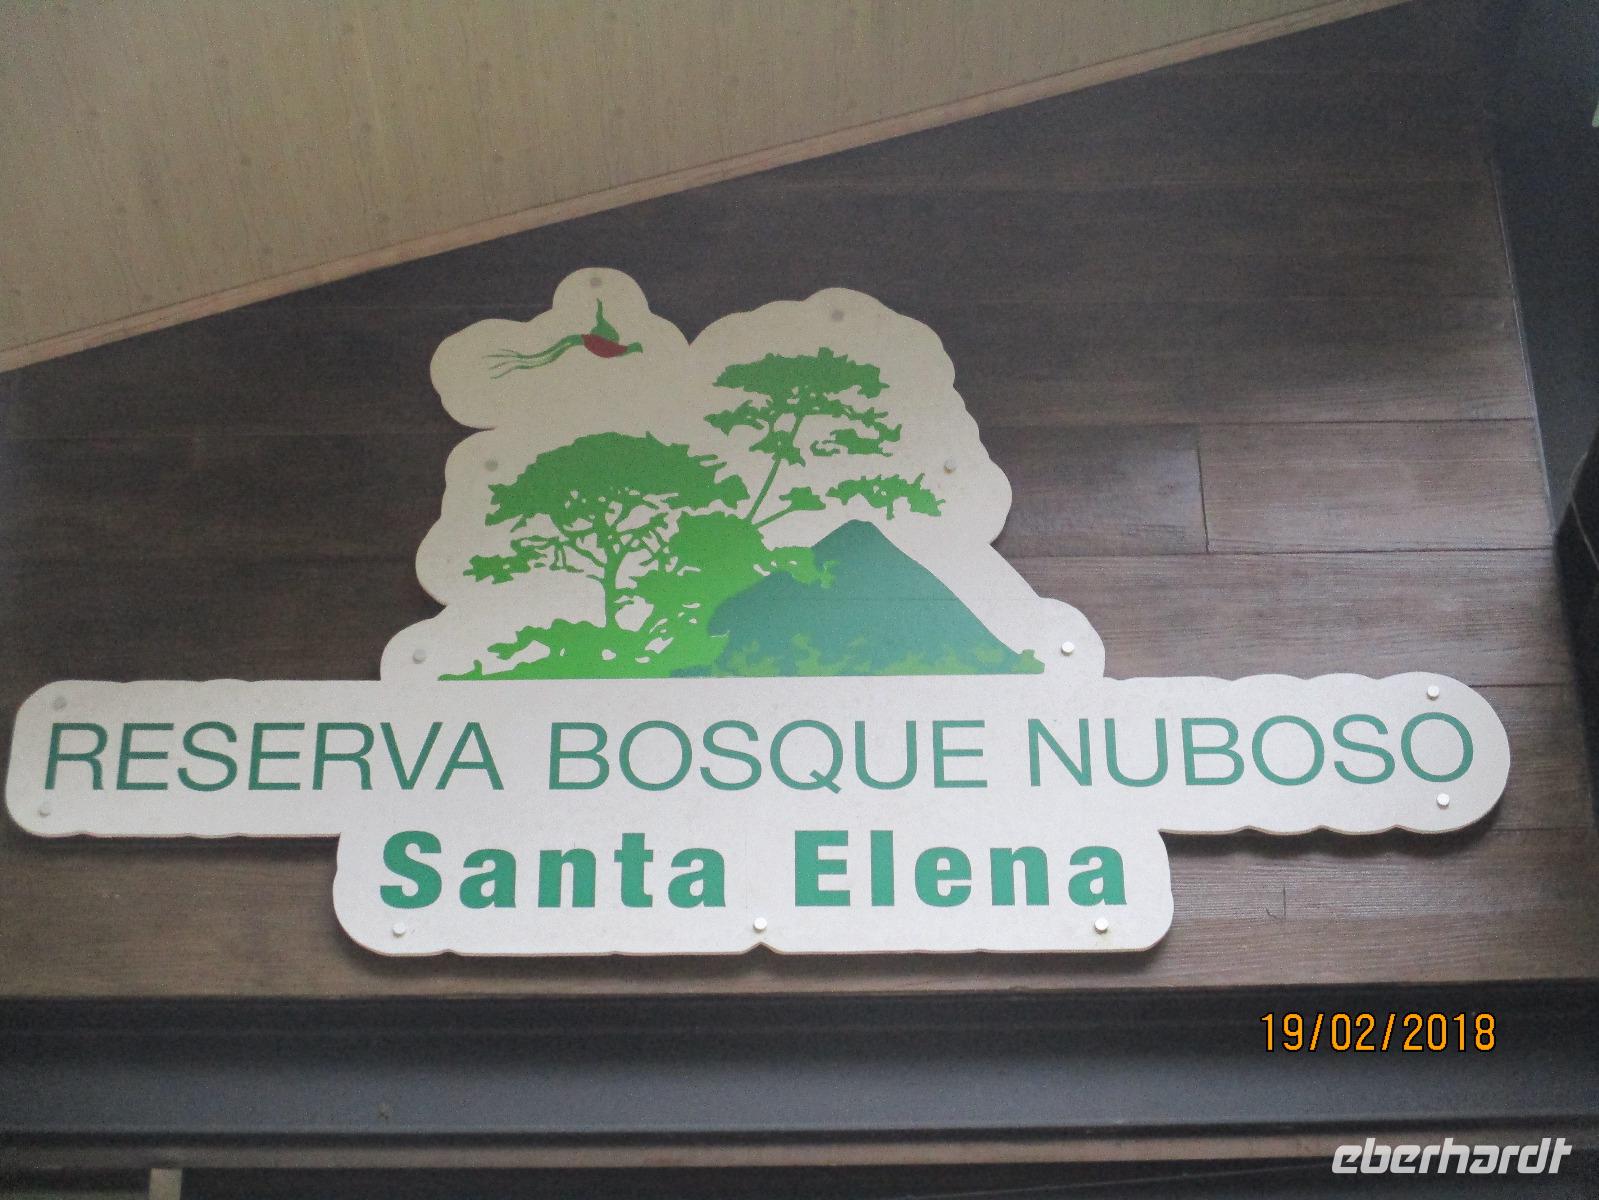 RESERVA BOSQUE NUBOSO
Santa Elena
19/02/2018
eberhardt